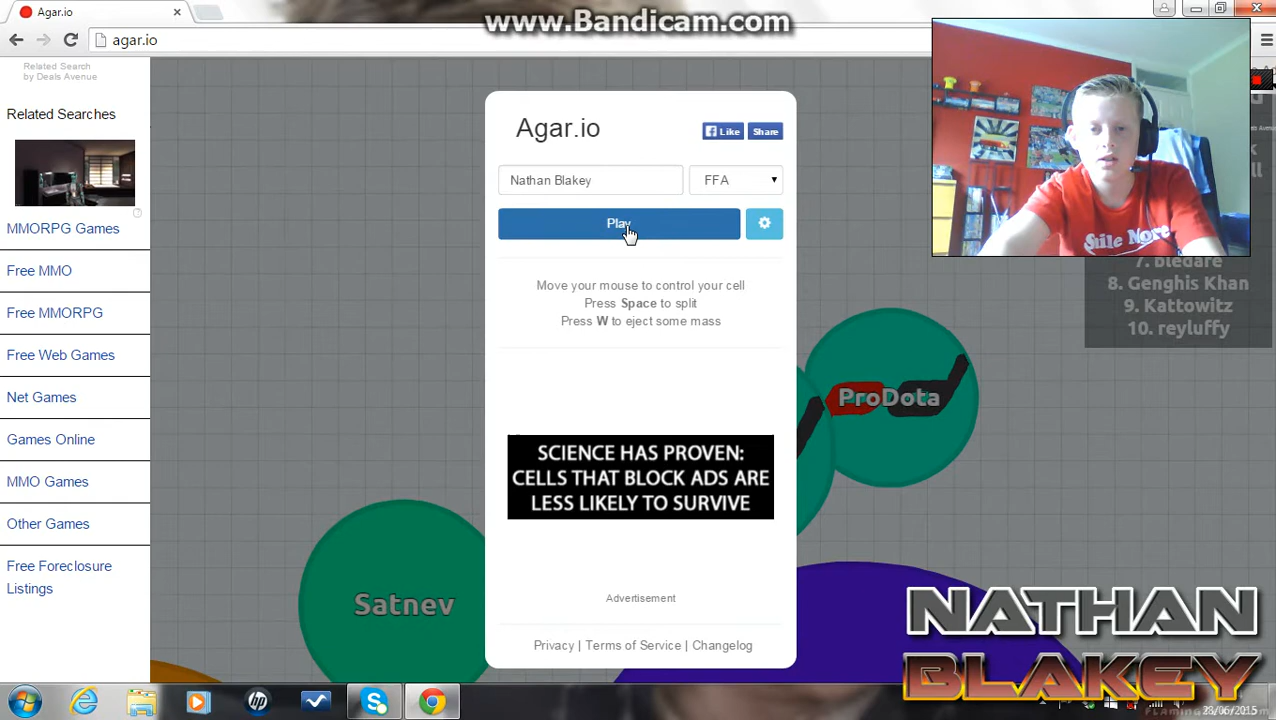 Agar.io
www.Bandicam.com
agar.io
Related Search
by Deals Avenue
Related Searches
MMORPG Games
Free MMO
Free MMORPG
Free Web Games
Net Games
Games Online
MMO Games
Other Games
Free Foreclosure
Listings
Agar.io
Like
Share
Nathan Blakey
FFA
Play
Move your mouse to control your cell
Press Space to split
Press W to eject some mass
SCIENCE HAS PROVEN:
CELLS THAT BLOCK ADS ARE
LESS LIKELY TO SURVIVE
Advertisement
Privacy | Terms of Service | Changelog
ProDota
Satnev
7. bledare
8. Genghis Khan
9. Kattowitz
10. reyluffy
NATHAN
BLAKEY
23/05/2015